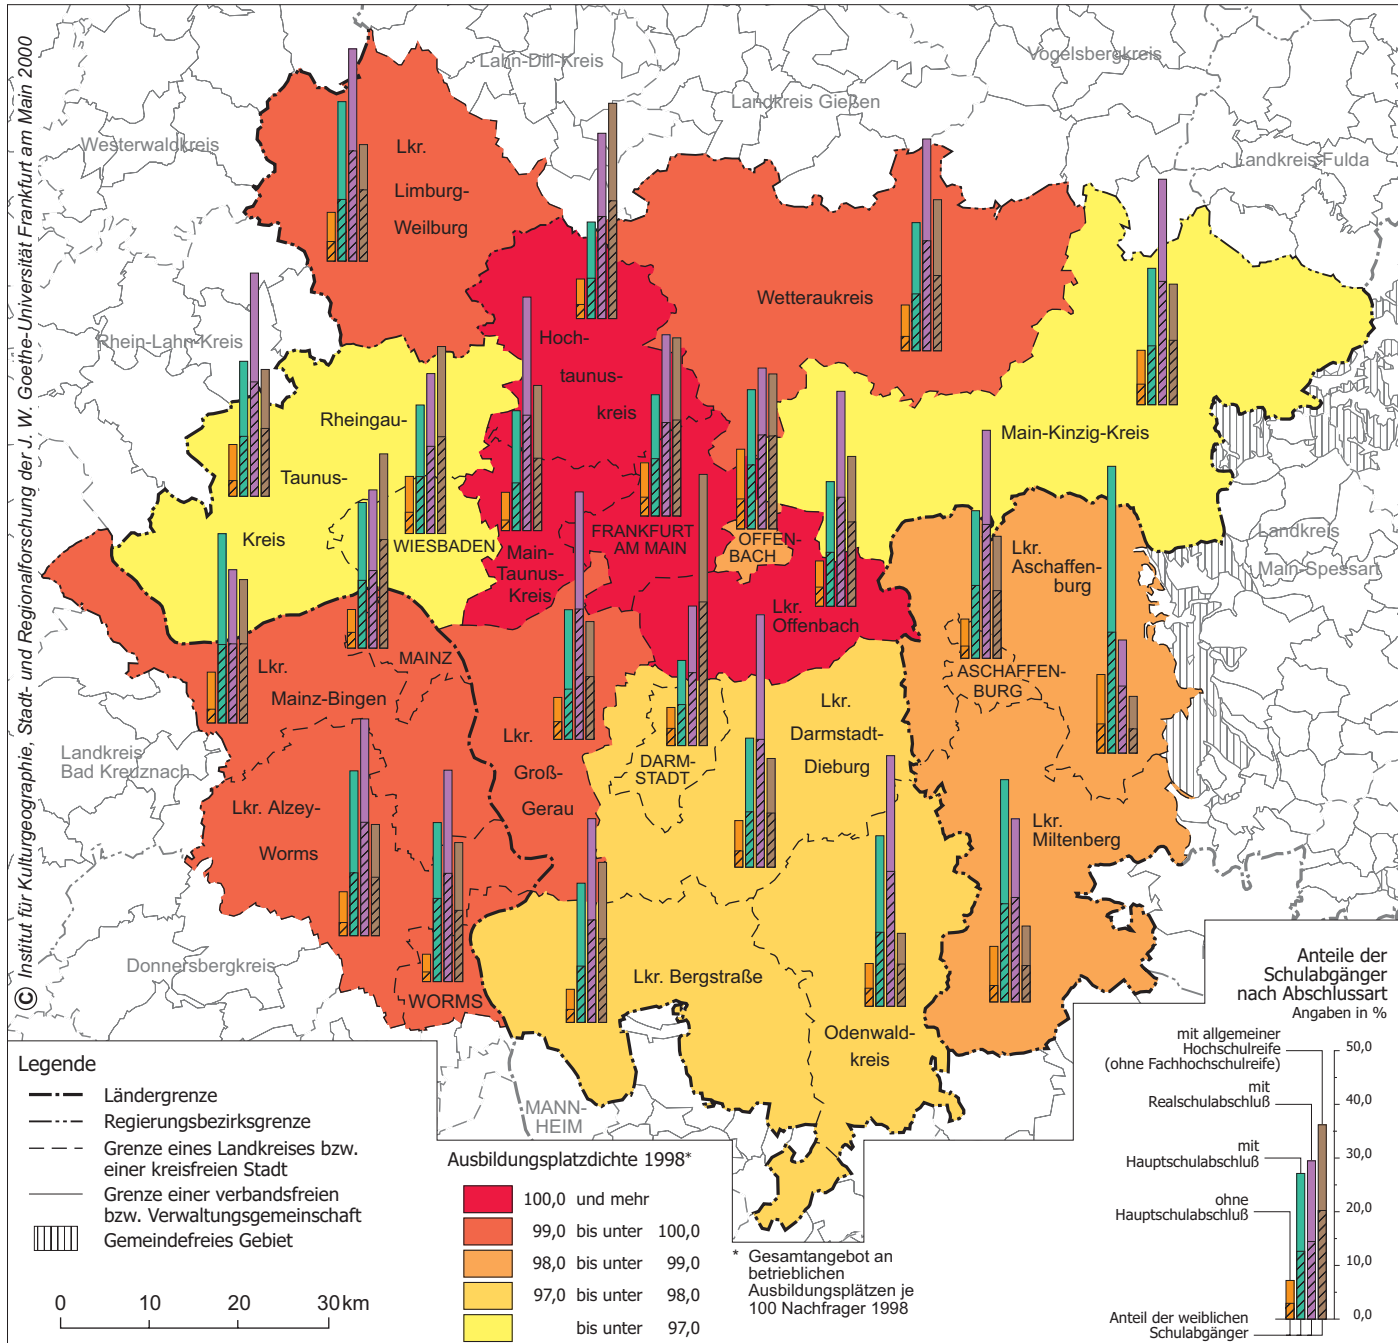 © Institut für Kulturgeographie, Stadt- und Regionalforschung der J. W. Goethe-Universität Frankfurt am Main 2000
Lahn-Dill-Kreis
Vogelsbergkreis
Landkreis Gießen
Westerwaldkreis
Landkreis-Fulda
Lkr.
Limburg-
Weilburg
Wetteraukreis
Rhein-Lahn-Kreis
Hoch-
taunus-
kreis
Rheingau-
Taunus-
Kreis
Main-Kinzig-Kreis
WIESBADEN
FRANKFURT
AM MAIN
OFFEN-
BACH
Main-
Taunus-
Kreis
Lkr.
Aschaffen-
burg
Landkreis
Main-Spessart
Lkr.
Offenbach
MAINZ
Lkr.
Mainz-Bingen
ASCHAFFEN-
BURG
Lkr.
Darmstadt-
Dieburg
Lkr.
Groß-
Gerau
DARM-
STADT
Landkreis
Bad Kreuznach
Lkr. Alzey-
Worms
Lkr.
Miltenberg
Donnersbergkreis
WORMS
Lkr. Bergstraße
Odenwald-
kreis
MANN-
HEIM
Legende
Ländergrenze
Regierungsbezirksgrenze
Grenze eines Landkreises bzw.
einer kreisfreien Stadt
Grenze einer verbandsfreien
bzw. Verwaltungsgemeinschaft
Gemeindefreies Gebiet
0 10 20 30 km
Ausbildungsplatzdichte 1998*
100,0 und mehr
99,0 bis unter 100,0
98,0 bis unter 99,0
97,0 bis unter 98,0
bis unter 97,0
* Gesamtangebot an
betrieblichen
Ausbildungsplätzen je
100 Nachfrager 1998
Anteile der
Schulabgänger
nach Abschlussart
Angaben in %
mit allgemeiner
Hochschulreife
(ohne Fachhochschulreife)
mit
Realschulabschluß
mit
Hauptschulabschluß
ohne
Hauptschulabschluß
Anteil der weiblichen
Schulabgänger
50,0
40,0
30,0
20,0
10,0
0,0